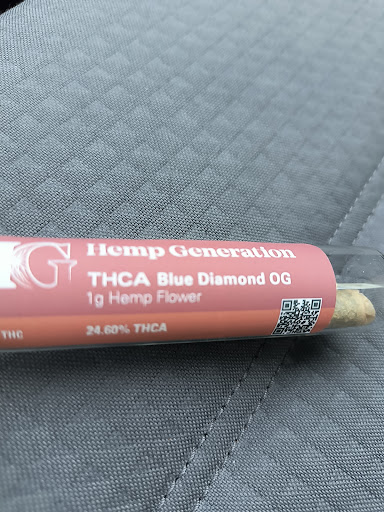 Hemp Generation
G
THCA Blue Diamond OG
1g Hemp Flower
THC
24.60% THCA